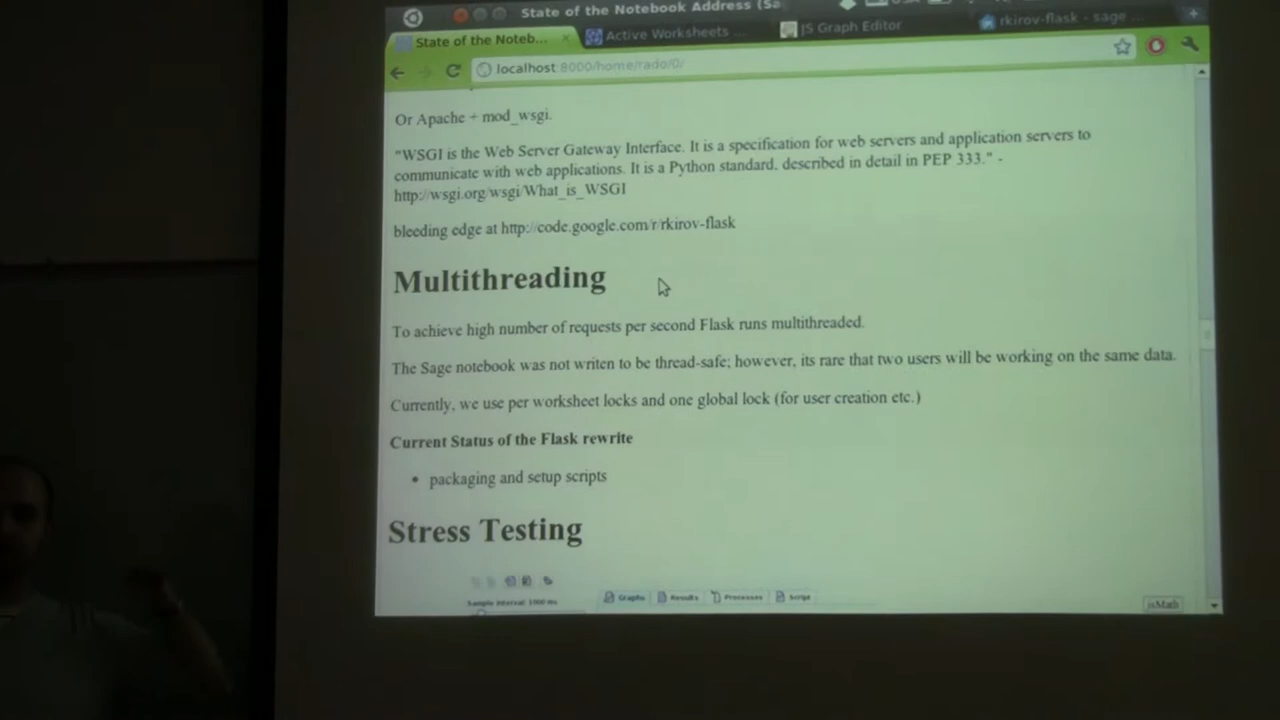 State of the Notebook Address (Sa
State of the Noteb...
Active Worksheets ...
JS Graph Editor
rkirov-flask - sage ...
localhost:8000/home/rado/0/
Or Apache + mod_wsgi.
"WSGI is the Web Server Gateway Interface. It is a specification for web servers and application servers to
communicate with web applications. It is a Python standard, described in detail in PEP 333." -
http://wsgi.org/wsgi/What_is_WSGI
bleeding edge at http://code.google.com/r/rkirov-flask
Multithreading
To achieve high number of requests per second Flask runs multithreaded.
The Sage notebook was not writen to be thread-safe; however, its rare that two users will be working on the same data.
Currently, we use per worksheet locks and one global lock (for user creation etc.)
Current Status of the Flask rewrite
• packaging and setup scripts
Stress Testing
Sample interval: 1000 ms
Graphs Results Processes Script
jsMath